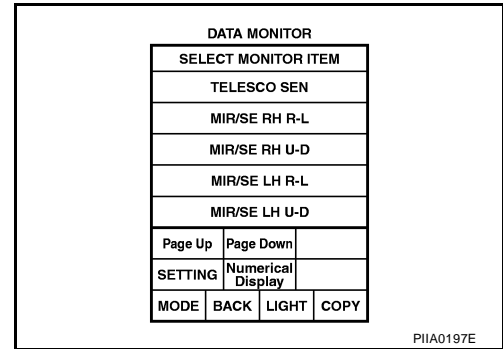 DATA MONITOR
SELECT MONITOR ITEM
TELESCO SEN
MIR/SE RH R-L
MIR/SE RH U-D
MIR/SE LH R-L
MIR/SE LH U-D
Page Up Page Down
SETTING Numerical
Display
MODE BACK LIGHT COPY
PIIA0197E